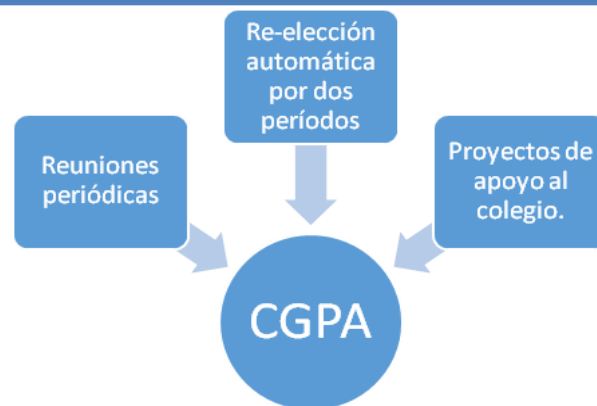 Re-elección
automática
por dos
períodos
Reuniones
periódicas
Proyectos de
apoyo al
colegio.
CGPA